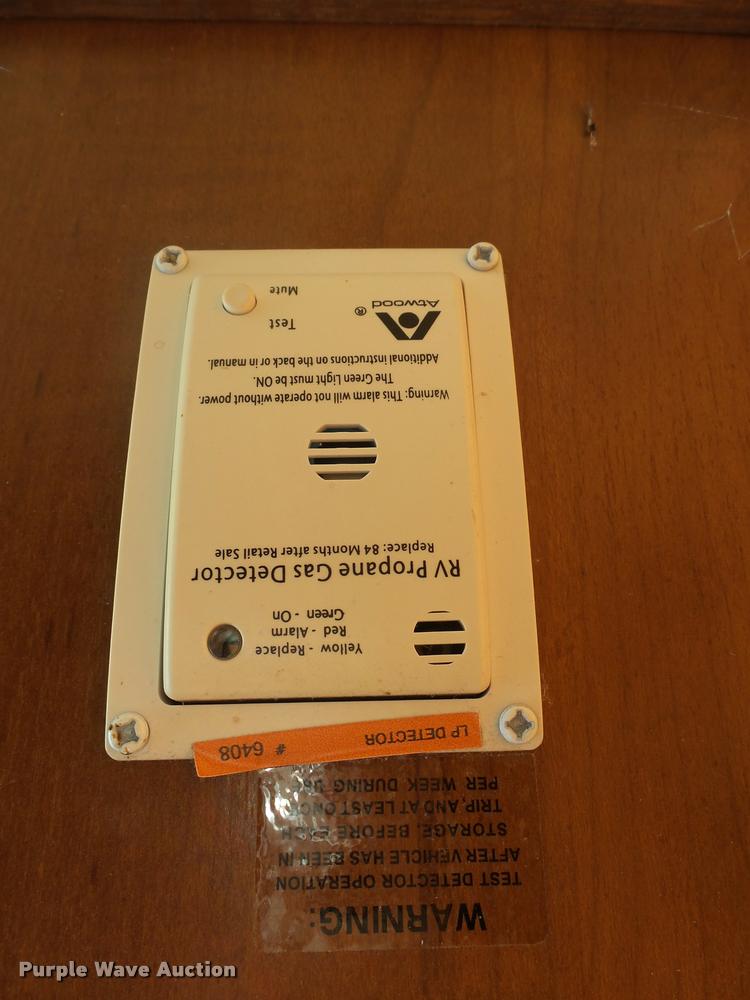 WARNING:
TEST DETECTOR OPERATION
AFTER VEHICLE HAS BEEN IN
STORAGE, BEFORE EACH
TRIP, AND AT LEAST ONCE
PER WEEK DURING USE
LP DETECTOR # 6408
Yellow - Replace
Red - Alarm
Green - On
RV Propane Gas Detector
Replace: 84 Months after Retail Sale
Warning: This alarm will not operate without power.
The Green Light must be ON.
Additional instructions on the back or in manual.
Atwood ®
Test
Mute
Purple Wave Auction